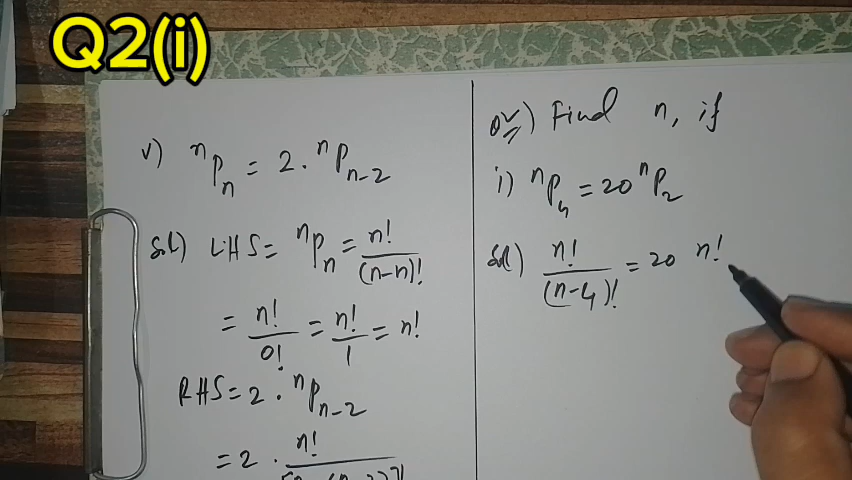 Q2(i)
v) ⁿPₙ = 2 . ⁿPₙ₋₂
Sol) LHS = ⁿPₙ = n!/(n-n)!
= n!/0! = n!/1 = n!
RHS = 2 . ⁿPₙ₋₂
= 2 . n!
Q2) Find n, if
i) ⁿP₄ = 20 ⁿP₂
Sol) n!/(n-4)! = 20 n!